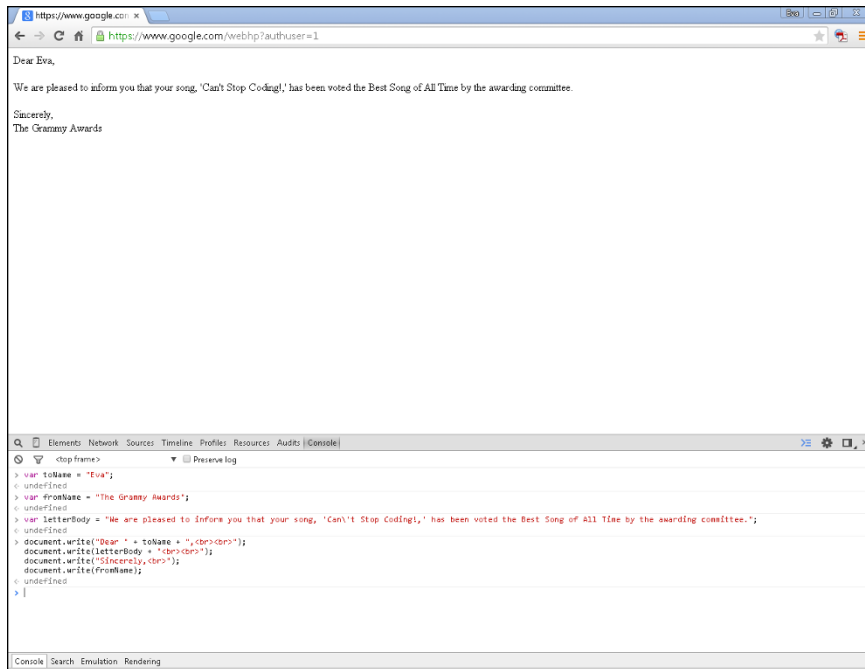 https://www.google.con
Eva
https://www.google.com/webhp?authuser=1
Dear Eva,
We are pleased to inform you that your song, 'Can't Stop Coding!,' has been voted the Best Song of All Time by the awarding committee.
Sincerely,
The Grammy Awards
Elements Network Sources Timeline Profiles Resources Audits Console
<top frame> Preserve log
> var toName = "Eva";
< undefined
> var fromName = "The Grammy Awards";
< undefined
> var letterBody = "We are pleased to inform you that your song, 'Can\'t Stop Coding!,' has been voted the Best Song of All Time by the awarding committee.";
< undefined
> document.write("Dear " + toName + ",<br><br>");
document.write(letterBody + "<br><br>");
document.write("Sincerely,<br>");
document.write(fromName);
< undefined
>
Console Search Emulation Rendering